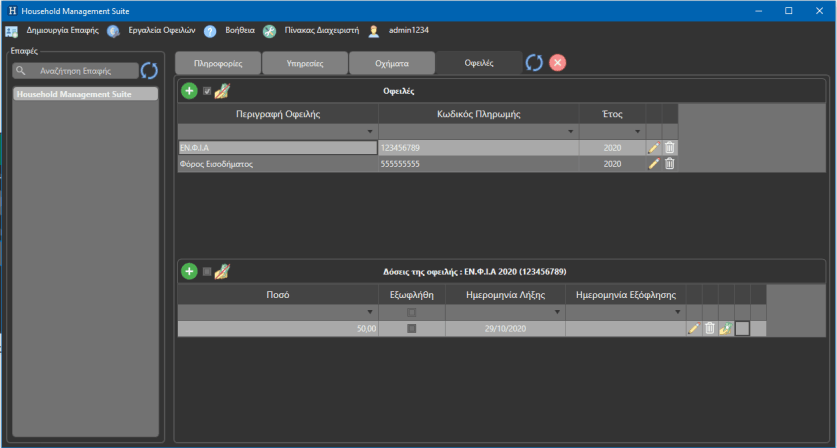 H Household Management Suite
Δημιουργία Επαφής Εργαλεία Οφειλών Βοήθεια Πίνακας Διαχειριστή admin1234
Επαφές
Αναζήτηση Επαφής
Household Management Suite
Πληροφορίες Υπηρεσίες Οχήματα Οφειλές
Οφειλές
Περιγραφή Οφειλής Κωδικός Πληρωμής Έτος
ΕΝ.Φ.Ι.Α 123456789 2020
Φόρος Εισοδήματος 555555555 2020
Δόσεις της οφειλής : ΕΝ.Φ.Ι.Α 2020 (123456789)
Ποσό Εξωφλήθη Ημερομηνία Λήξης Ημερομηνία Εξόφλησης
50,00 29/10/2020